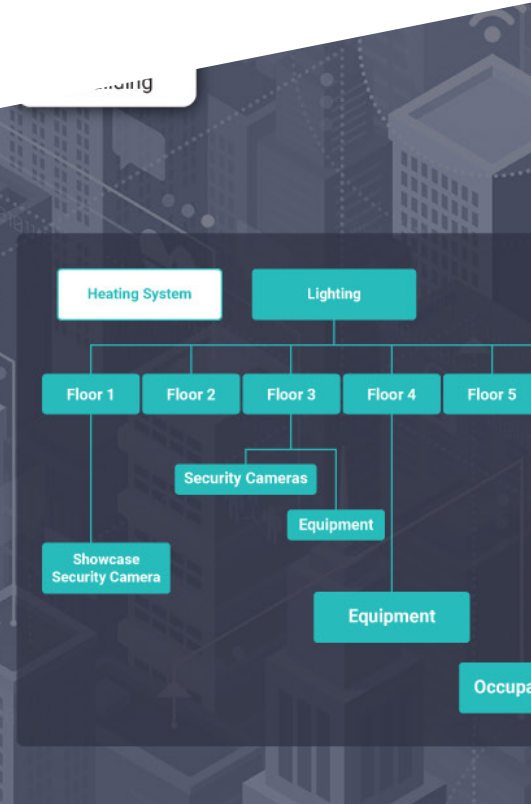 Heating System
Lighting
Floor 1
Floor 2
Floor 3
Floor 4
Floor 5
Security Cameras
Equipment
Showcase
Security Camera
Equipment